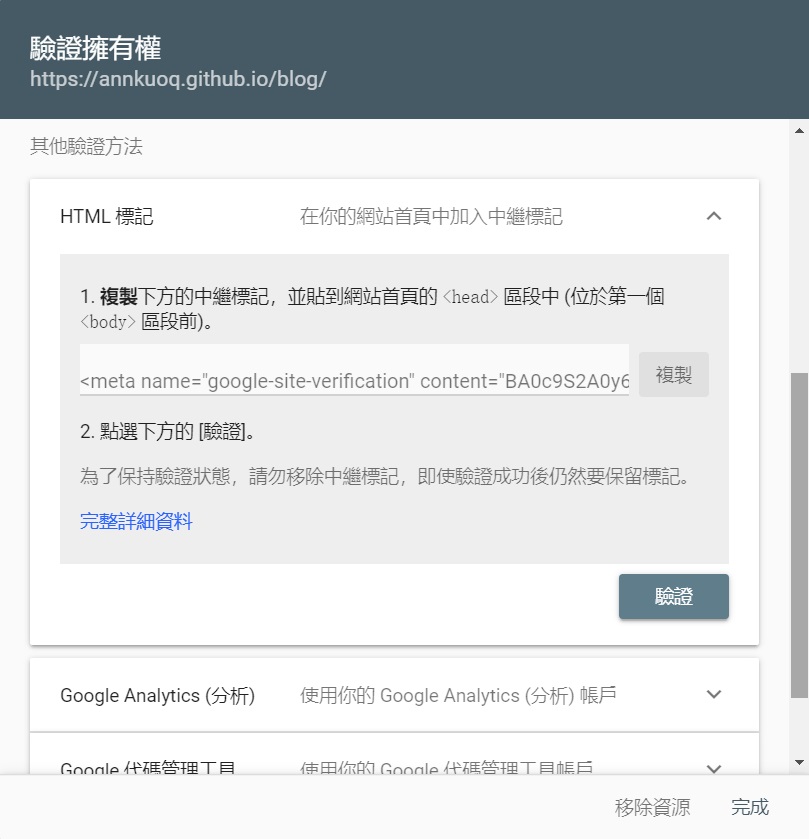 驗證擁有權
https://annkuoq.github.io/blog/
其他驗證方法
HTML 標記 在你的網站首頁中加入中繼標記
1. 複製下方的中繼標記，並貼到網站首頁的 <head> 區段中 (位於第一個
<body> 區段前)。
<meta name="google-site-verification" content="BA0c9S2A0y6
複製
2. 點選下方的 [驗證]。
為了保持驗證狀態，請勿移除中繼標記，即使驗證成功後仍然要保留標記。
完整詳細資料
驗證
Google Analytics (分析) 使用你的 Google Analytics (分析) 帳戶
Google 代碼管理工具 使用你的 Google 代碼管理工具帳戶
移除資源 完成